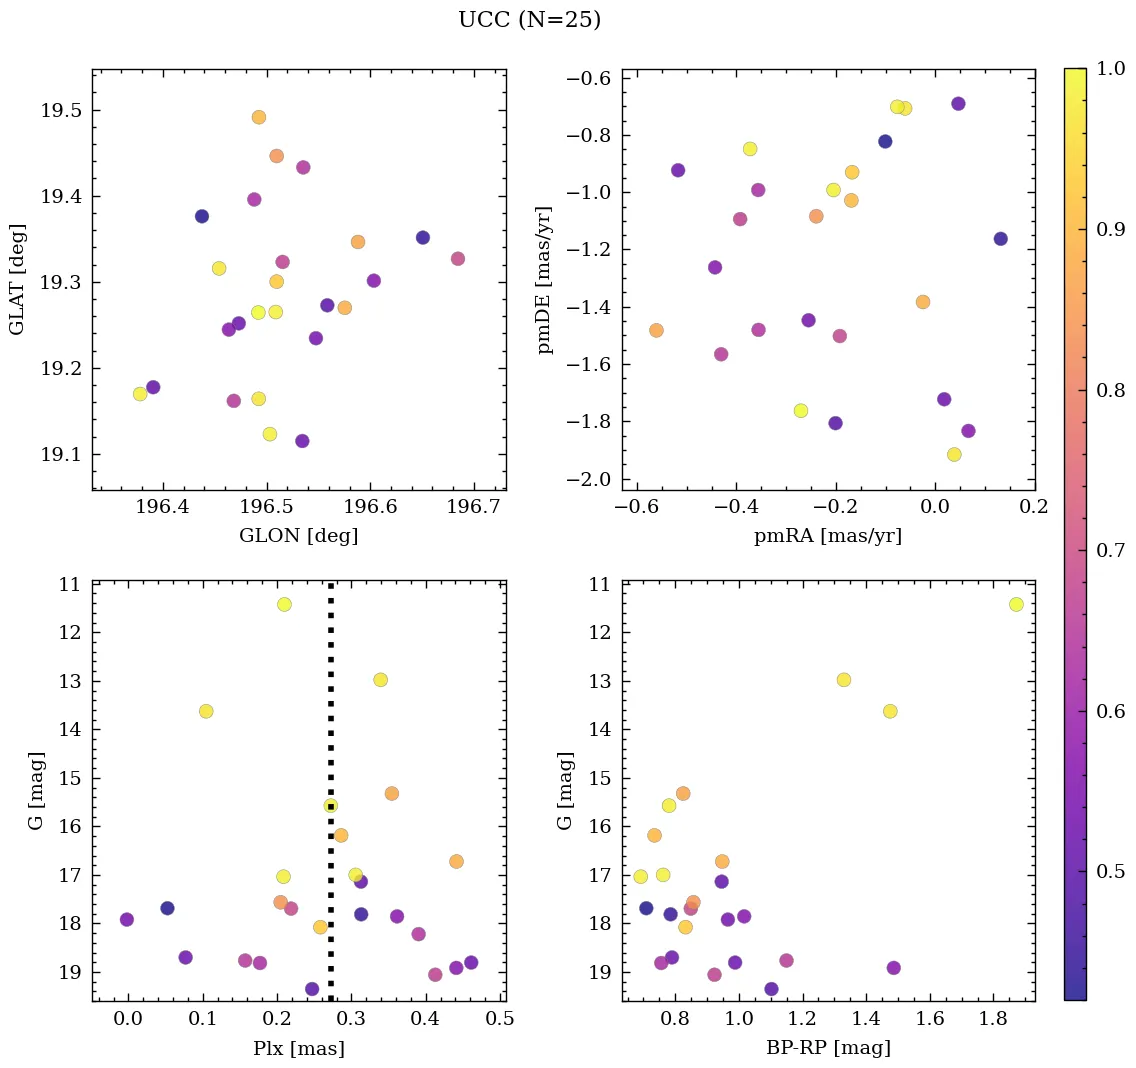 UCC (N=25)
19.5
19.4
19.3
19.2
19.1
GLAT [deg]
196.4 196.5 196.6 196.7
GLON [deg]
−0.6
−0.8
−1.0
−1.2
−1.4
−1.6
−1.8
−2.0
pmDE [mas/yr]
−0.6 −0.4 −0.2 0.0 0.2
pmRA [mas/yr]
11
12
13
14
15
16
17
18
19
G [mag]
0.0 0.1 0.2 0.3 0.4 0.5
Plx [mas]
11
12
13
14
15
16
17
18
19
G [mag]
0.8 1.0 1.2 1.4 1.6 1.8
BP-RP [mag]
1.0
0.9
0.8
0.7
0.6
0.5